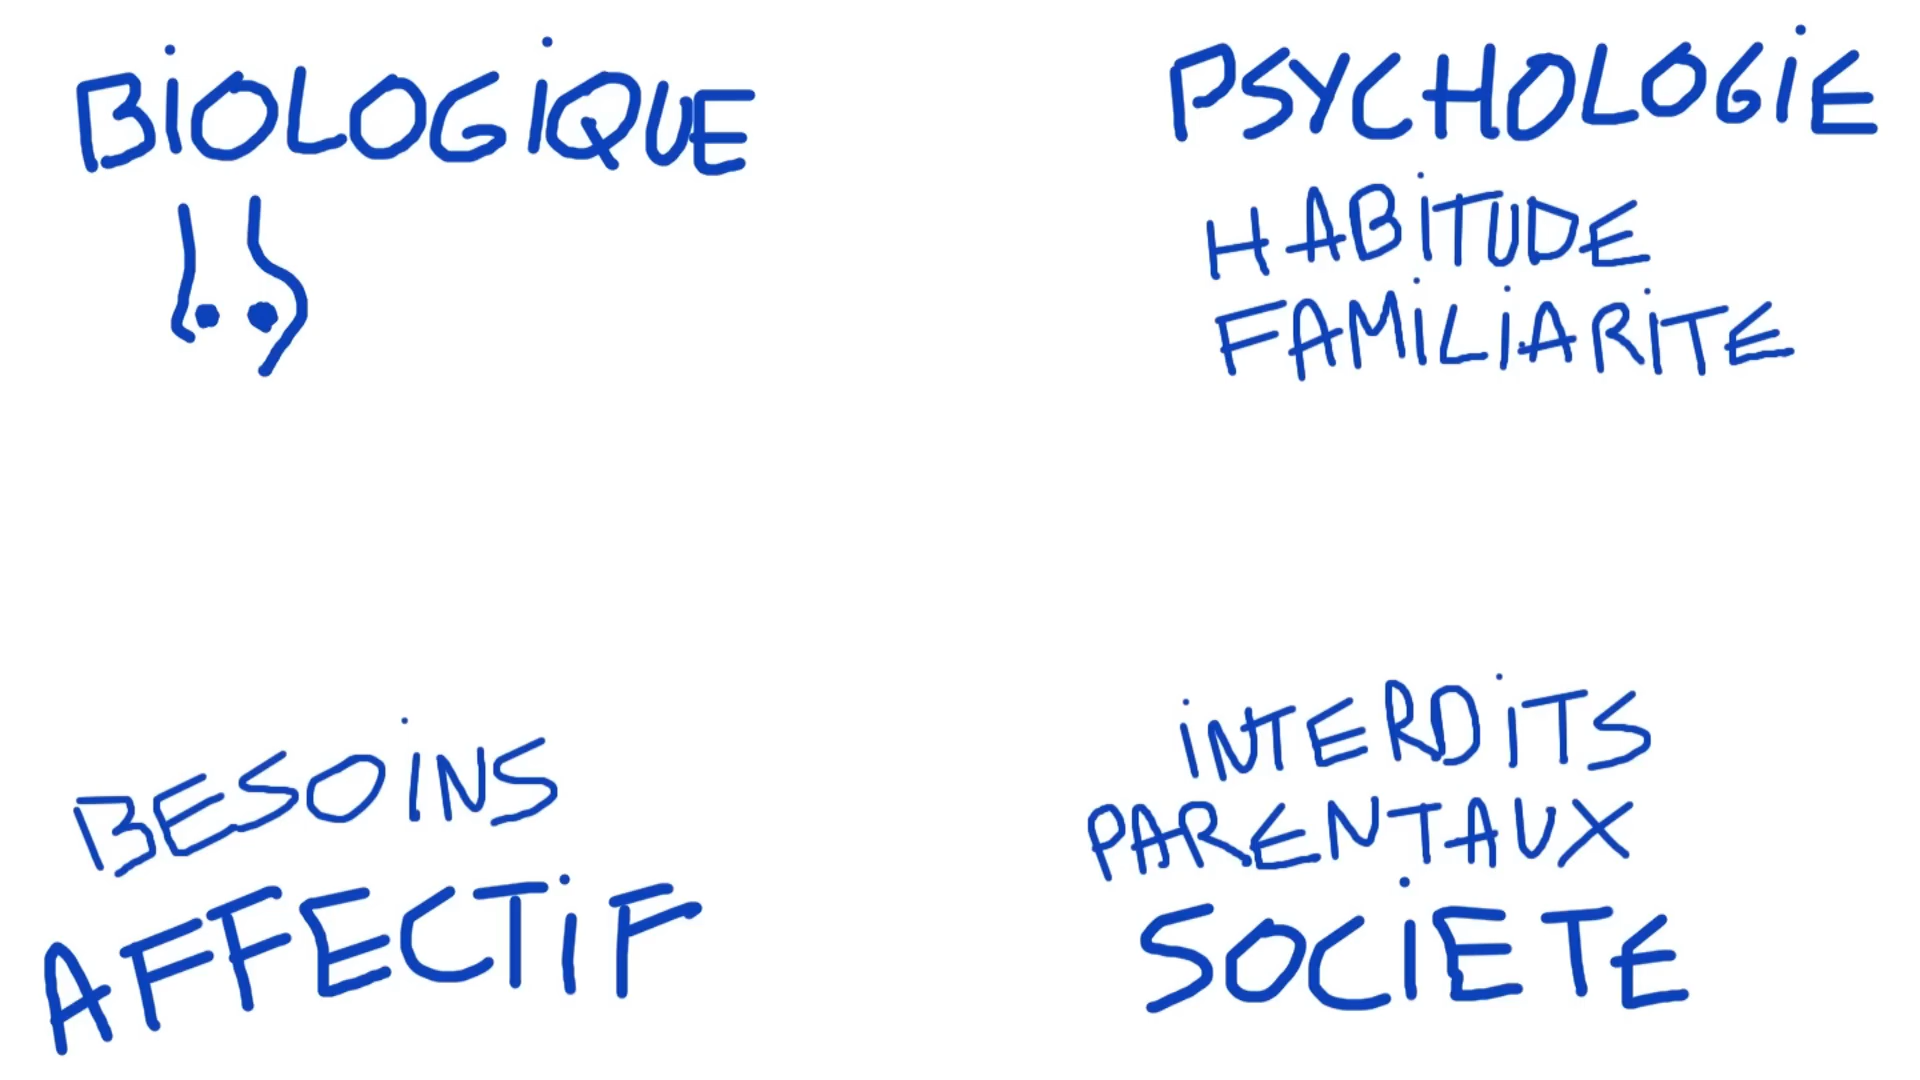 BiOLOGiQUE
PSYCHOLOGiE
HABiTUDE
FAMiLiARiTE
BESOiNS
AFFECTiF
iNTERDiTS
PARENTAUX
SOCiETE